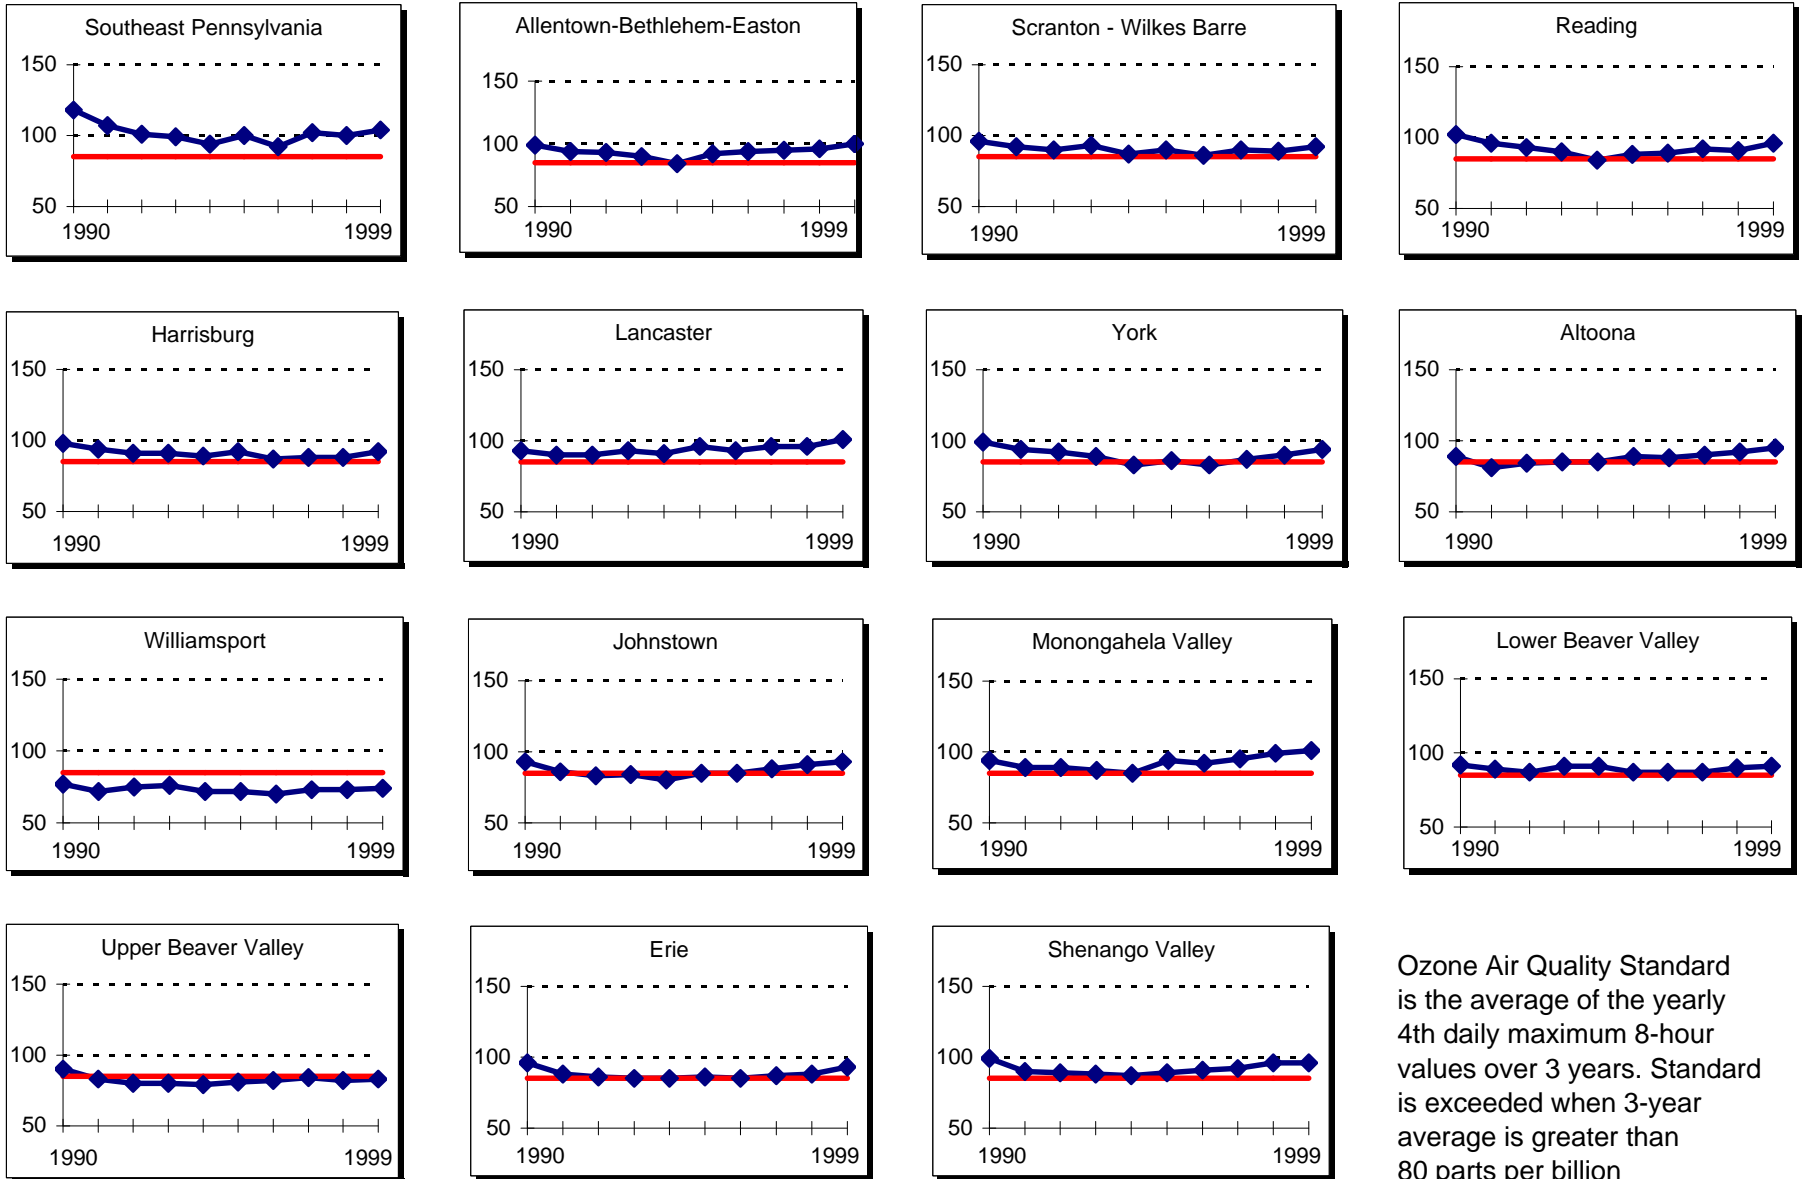 Southeast Pennsylvania
150
100
50
1990 1999
Allentown-Bethlehem-Easton
150
100
50
1990 1999
Scranton - Wilkes Barre
150
100
50
1990 1999
Reading
150
100
50
1990 1999
Harrisburg
150
100
50
1990 1999
Lancaster
150
100
50
1990 1999
York
150
100
50
1990 1999
Altoona
150
100
50
1990 1999
Williamsport
150
100
50
1990 1999
Johnstown
150
100
50
1990 1999
Monongahela Valley
150
100
50
1990 1999
Lower Beaver Valley
150
100
50
1990 1999
Upper Beaver Valley
150
100
50
1990 1999
Erie
150
100
50
1990 1999
Shenango Valley
150
100
50
1990 1999
Ozone Air Quality Standard
is the average of the yearly
4th daily maximum 8-hour
values over 3 years. Standard
is exceeded when 3-year
average is greater than
80 parts per billion